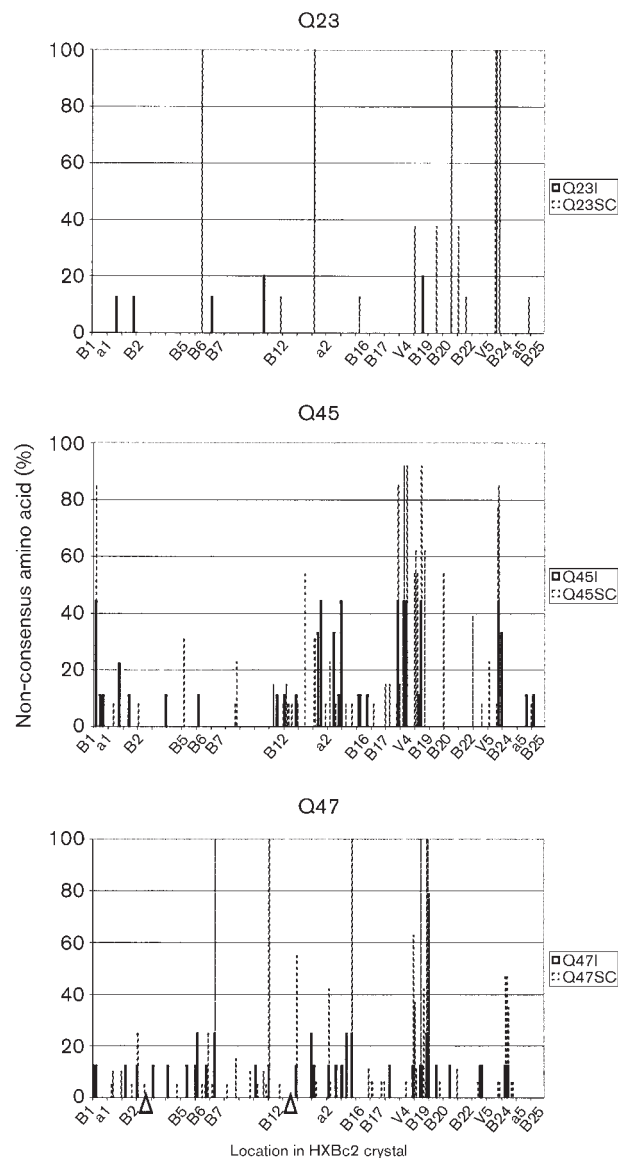 Q23
100
80
60
40
20
0
B1 a1 B2 B5 B6 B7 B12 a2 B16 B17 V4 B19 B20 B22 V5 B24 a5 B25
Q23I
Q23SC
Q45
Non-consensus amino acid (%)
100
80
60
40
20
0
B1 a1 B2 B5 B6 B7 B12 a2 B16 B17 V4 B19 B20 B22 V5 B24 a5 B25
Q45I
Q45SC
Q47
100
80
60
40
20
0
B1 a1 B2 B5 B6 B7 B12 a2 B16 B17 V4 B19 B20 B22 V5 B24 a5 B25
Q47I
Q47SC
Location in HXBc2 crystal